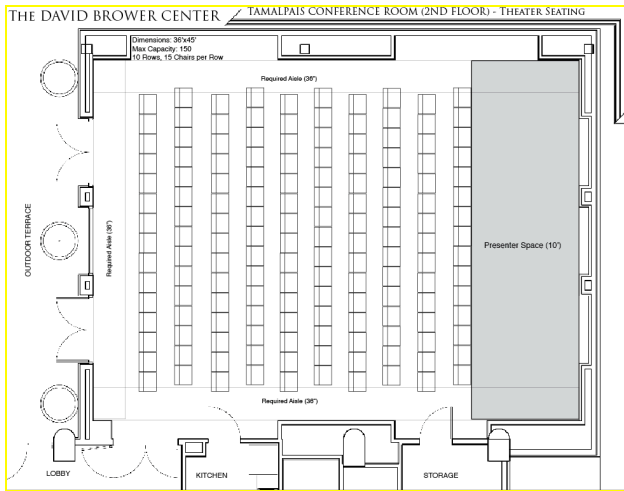 THE DAVID BROWER CENTER
TAMALPAIS CONFERENCE ROOM (2ND FLOOR) - THEATER SEATING
Dimensions: 36'x45'
Max Capacity: 150
10 Rows, 15 Chairs per Row
Required Aisle (36")
OUTDOOR TERRACE
Required Aisle (36")
Presenter Space (10')
Required Aisle (36")
LOBBY
KITCHEN
STORAGE